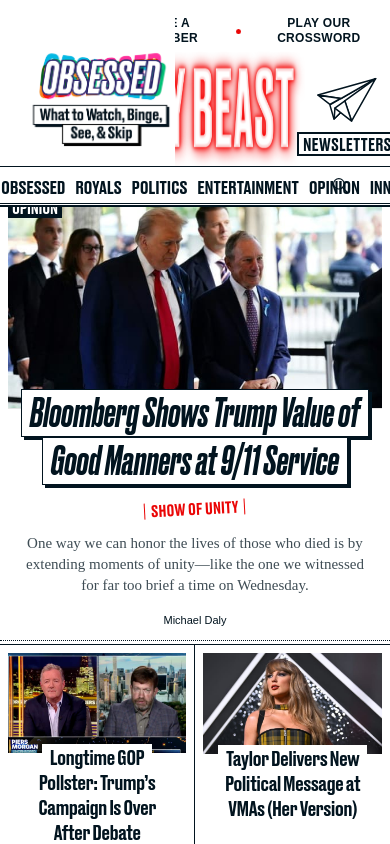 E A
BER
PLAY OUR
CROSSWORD
OBSESSED
What to Watch, Binge,
See, & Skip
Y BEAST
NEWSLETTERS
OBSESSED ROYALS POLITICS ENTERTAINMENT OPINION INN
OPINION
Bloomberg Shows Trump Value of
Good Manners at 9/11 Service
SHOW OF UNITY
One way we can honor the lives of those who died is by
extending moments of unity—like the one we witnessed
for far too brief a time on Wednesday.
Michael Daly
PIERS
MORGAN
Longtime GOP
Pollster: Trump’s
Campaign Is Over
After Debate
Taylor Delivers New
Political Message at
VMAs (Her Version)